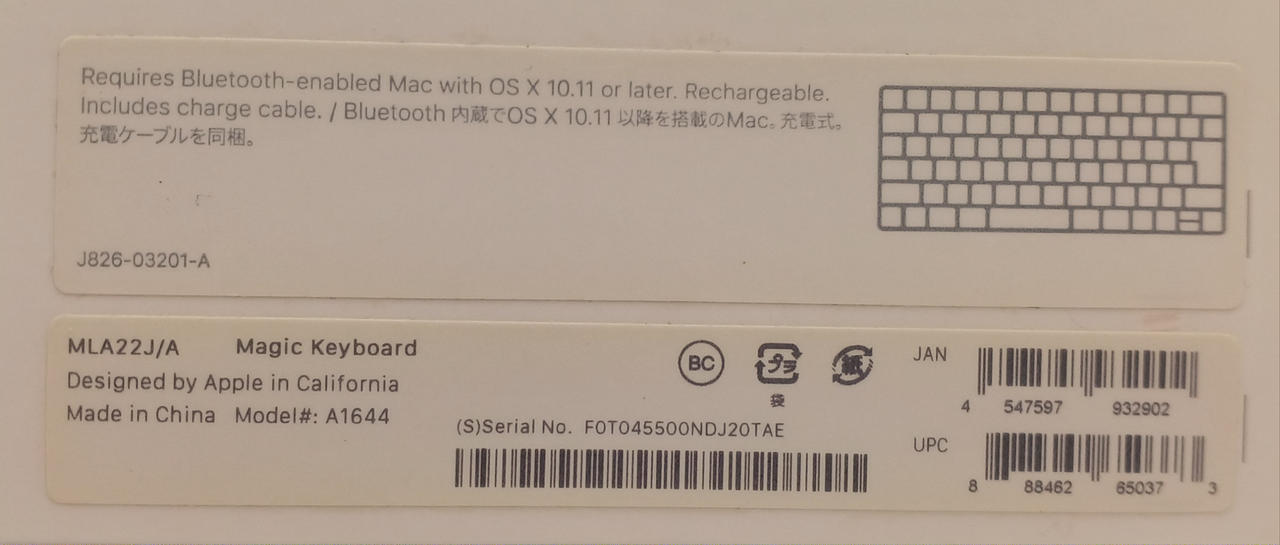 Requires Bluetooth-enabled Mac with OS X 10.11 or later. Rechargeable.
Includes charge cable. / Bluetooth 内蔵でOS X 10.11 以降を搭載のMac。充電式。
充電ケーブルを同梱。
J826-03201-A
MLA22J/A Magic Keyboard
Designed by Apple in California
Made in China Model#: A1644
BC
プラ
袋
紙
(S)Serial No. F0T045500NDJ20TAE
JAN
4 547597 932902
UPC
8 88462 65037 3